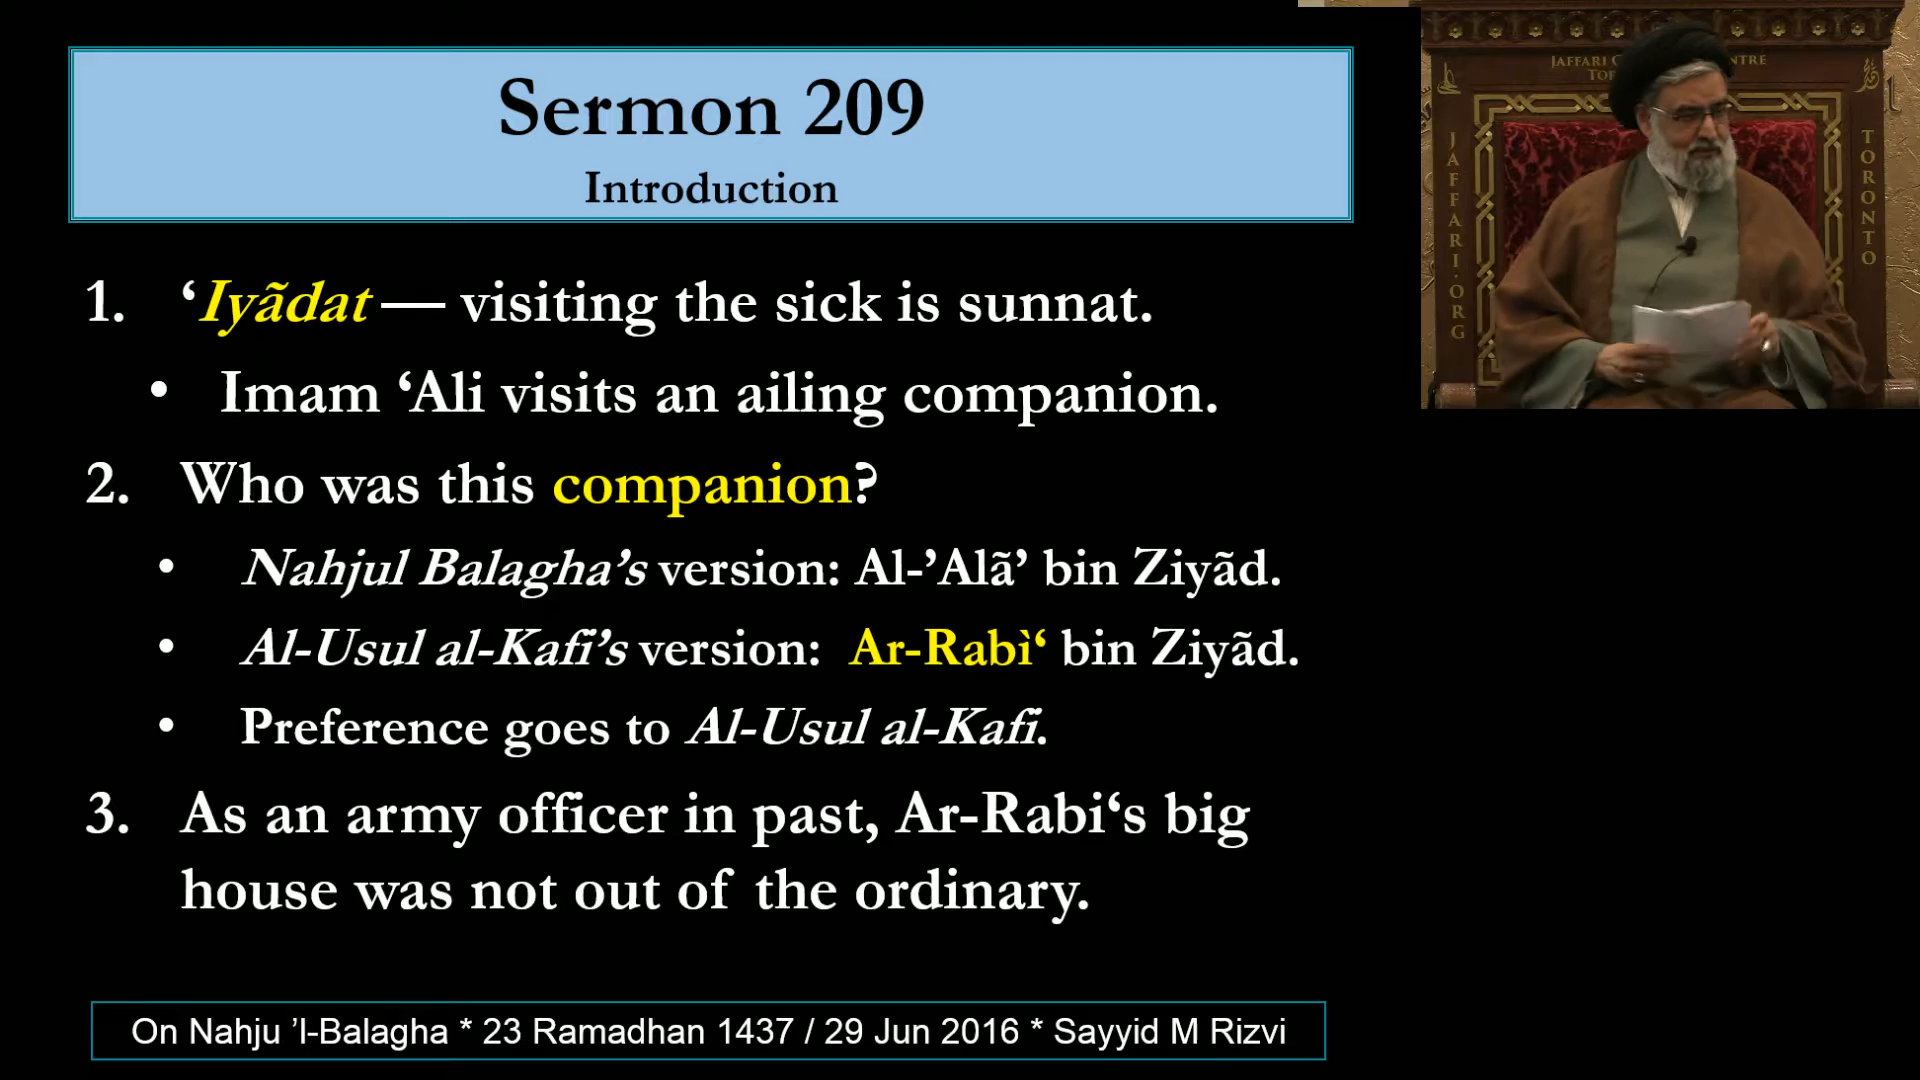 Sermon 209
Introduction
1. ‘Iyãdat — visiting the sick is sunnat.
• Imam ‘Ali visits an ailing companion.
2. Who was this companion?
• Nahjul Balagha’s version: Al-’Alã’ bin Ziyãd.
• Al-Usul al-Kafi’s version: Ar-Rabì‘ bin Ziyãd.
• Preference goes to Al-Usul al-Kafi.
3. As an army officer in past, Ar-Rabi‘s big
house was not out of the ordinary.
On Nahju ’l-Balagha * 23 Ramadhan 1437 / 29 Jun 2016 * Sayyid M Rizvi
JAFFARI
TORONTO
JAFFARI.ORG